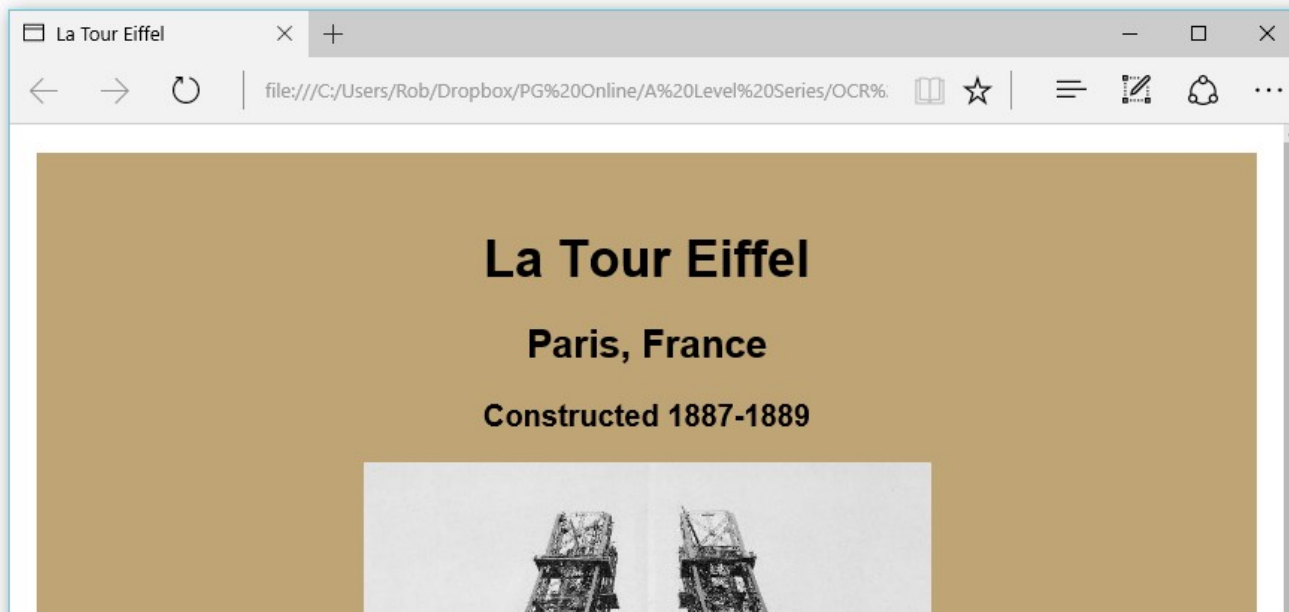 La Tour Eiffel
file:///C:/Users/Rob/Dropbox/PG%20Online/A%20Level%20Series/OCR%
La Tour Eiffel
Paris, France
Constructed 1887-1889